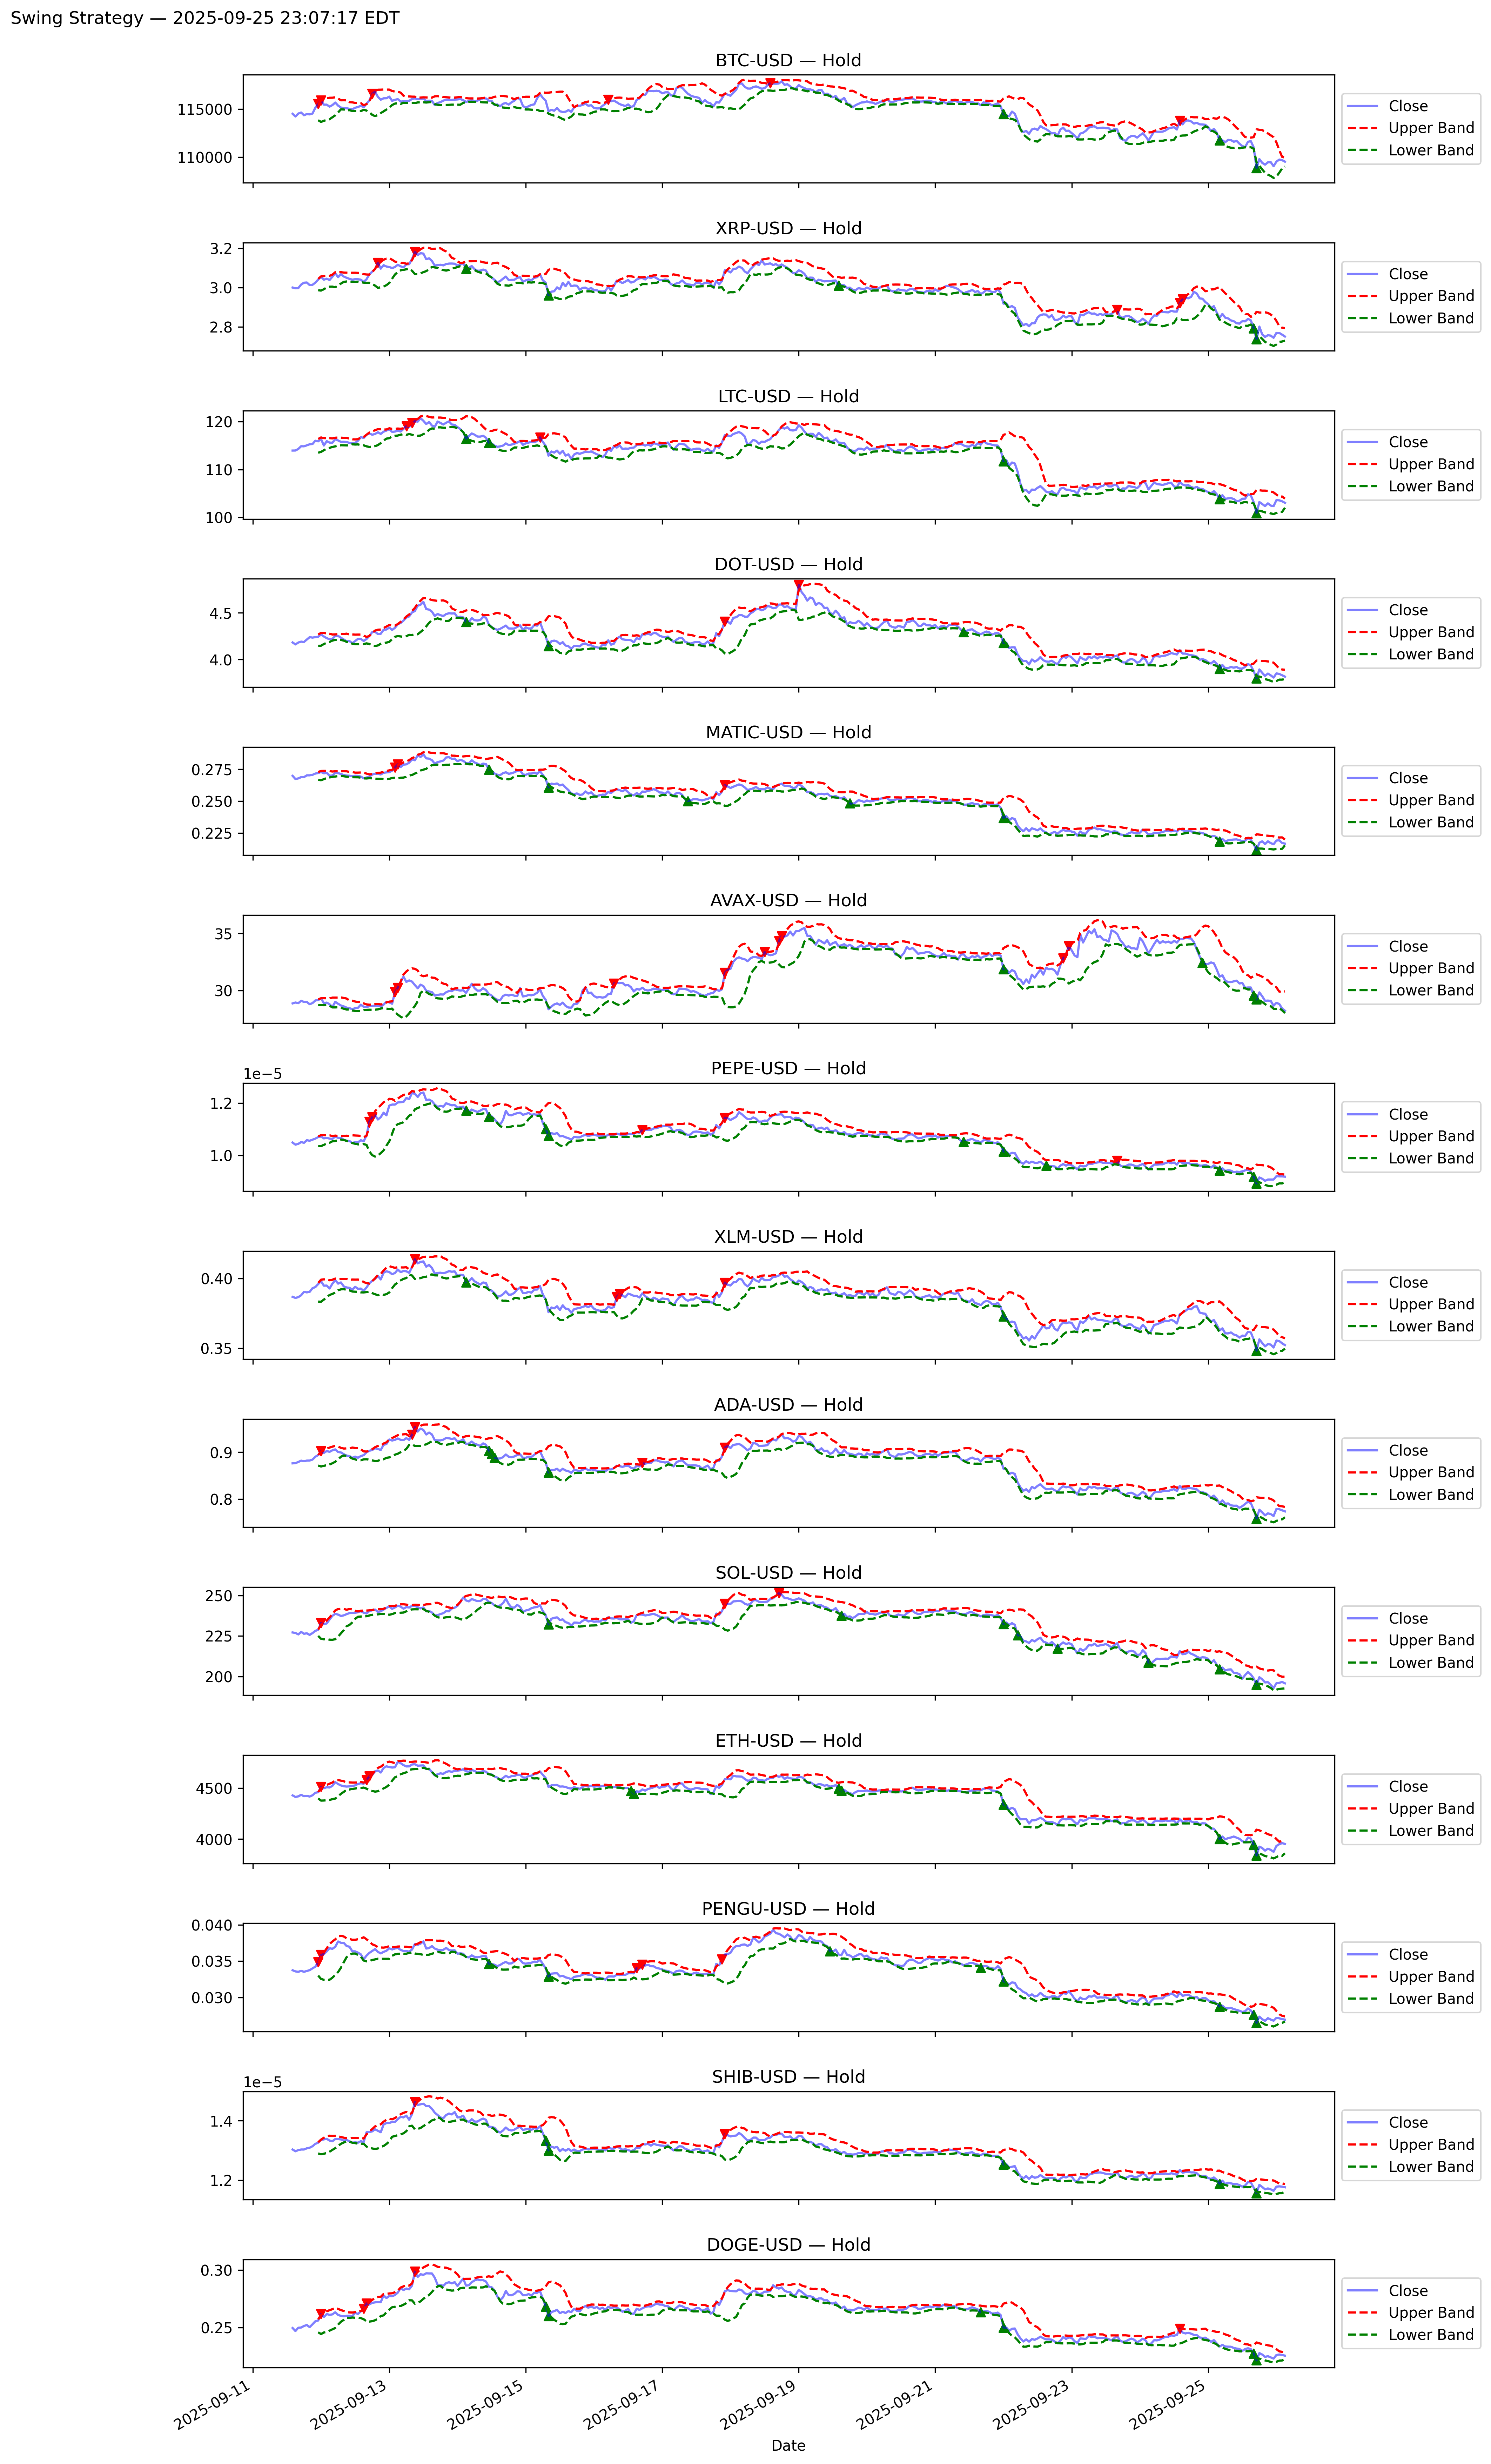 Swing Strategy — 2025-09-25 23:07:17 EDT
BTC-USD — Hold
115000
110000
Close
Upper Band
Lower Band
XRP-USD — Hold
3.2
3.0
2.8
Close
Upper Band
Lower Band
LTC-USD — Hold
120
110
100
Close
Upper Band
Lower Band
DOT-USD — Hold
4.5
4.0
Close
Upper Band
Lower Band
MATIC-USD — Hold
0.275
0.250
0.225
Close
Upper Band
Lower Band
AVAX-USD — Hold
35
30
Close
Upper Band
Lower Band
PEPE-USD — Hold
1e−5
1.2
1.0
Close
Upper Band
Lower Band
XLM-USD — Hold
0.40
0.35
Close
Upper Band
Lower Band
ADA-USD — Hold
0.9
0.8
Close
Upper Band
Lower Band
SOL-USD — Hold
250
225
200
Close
Upper Band
Lower Band
ETH-USD — Hold
4500
4000
Close
Upper Band
Lower Band
PENGU-USD — Hold
0.040
0.035
0.030
Close
Upper Band
Lower Band
SHIB-USD — Hold
1e−5
1.4
1.2
Close
Upper Band
Lower Band
DOGE-USD — Hold
0.30
0.25
Close
Upper Band
Lower Band
2025-09-11
2025-09-13
2025-09-15
2025-09-17
2025-09-19
2025-09-21
2025-09-23
2025-09-25
Date